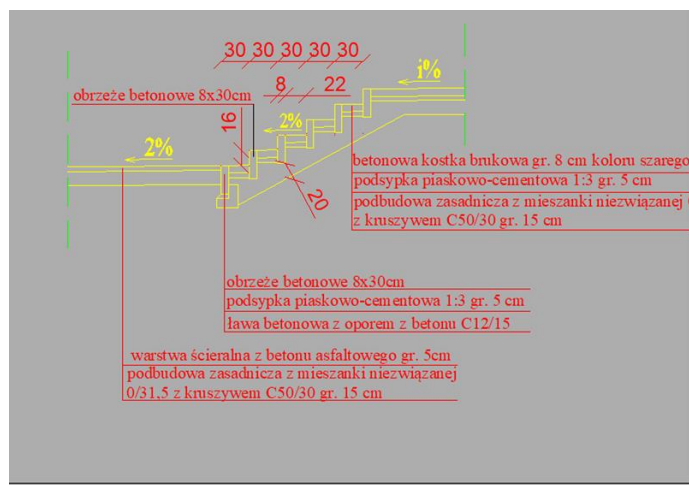 30 30 30 30 30
i%
8 22
obrzeże betonowe 8x30cm
16
2%
2%
betonowa kostka brukowa gr. 8 cm koloru szarego
podsypka piaskowo-cementowa 1:3 gr. 5 cm
podbudowa zasadnicza z mieszanki niezwiązanej
z kruszywem C50/30 gr. 15 cm
20
obrzeże betonowe 8x30cm
podsypka piaskowo-cementowa 1:3 gr. 5 cm
ława betonowa z oporem z betonu C12/15
warstwa ścieralna z betonu asfaltowego gr. 5cm
podbudowa zasadnicza z mieszanki niezwiązanej
0/31,5 z kruszywem C50/30 gr. 15 cm